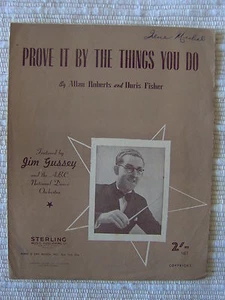 PROVE IT BY THE THINGS YOU DO
By Allan Roberts and Doris Fisher
Featured by
Jim Gussey
and the A.B.C.
National Dance
Orchestra
STERLING
2/-
COPYRIGHT